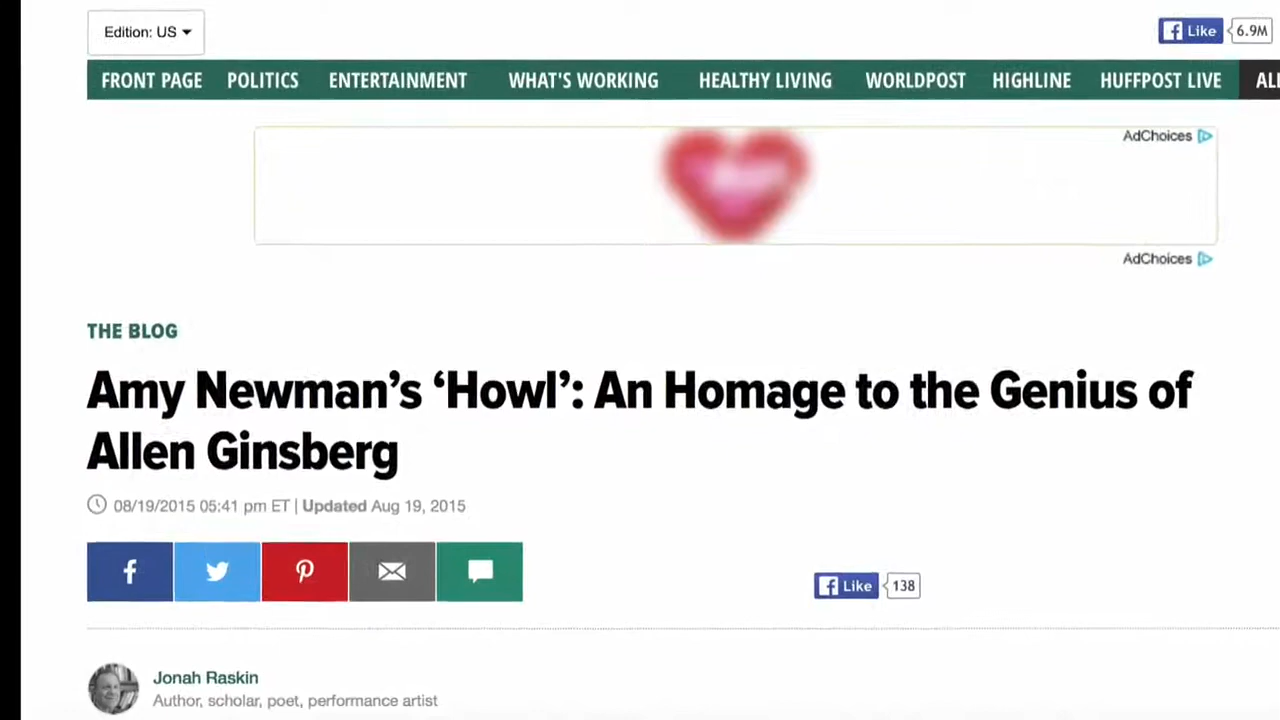 Edition: US
Like 6.9M
FRONT PAGE POLITICS ENTERTAINMENT WHAT'S WORKING HEALTHY LIVING WORLDPOST HIGHLINE HUFFPOST LIVE
AdChoices
AdChoices
THE BLOG
Amy Newman’s ‘Howl’: An Homage to the Genius of
Allen Ginsberg
08/19/2015 05:41 pm ET | Updated Aug 19, 2015
Like 138
Jonah Raskin
Author, scholar, poet, performance artist